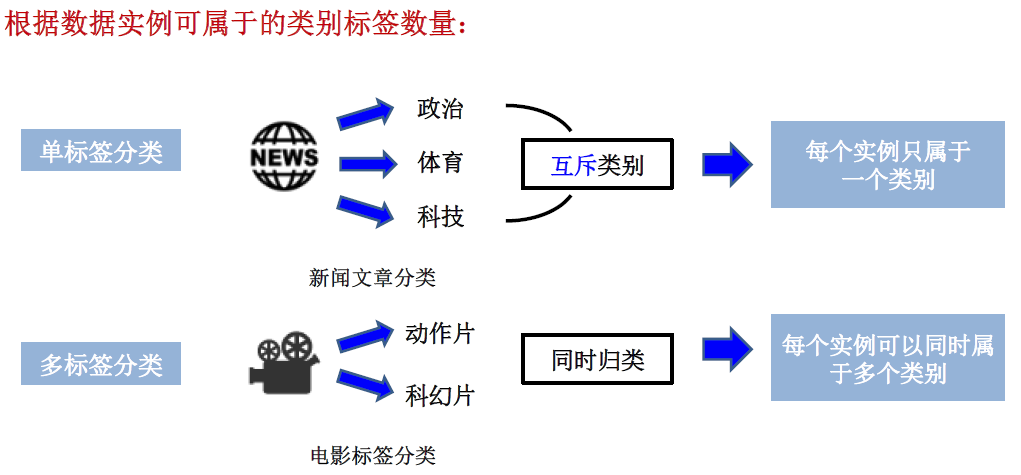 根据数据实例可属于的类别标签数量：
单标签分类
NEWS
政治
体育
科技
互斥类别
每个实例只属于
一个类别
新闻文章分类
多标签分类
动作片
科幻片
同时归类
每个实例可以同时属
于多个类别
电影标签分类